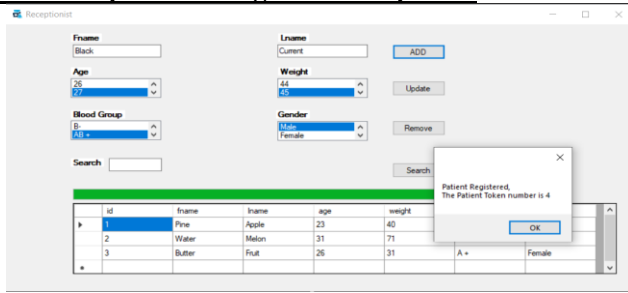 Receptionist
Fname Lname
Black Current ADD
Age Weight
26 44
27 45 Update
Blood Group Gender
B- Male
AB + Female Remove
Search Search
Patient Registered,
The Patient Token number is 4
OK
id fname lname age weight
1 Pine Apple 23 40
2 Water Melon 31 71
3 Butter Fruit 26 31 A + Female